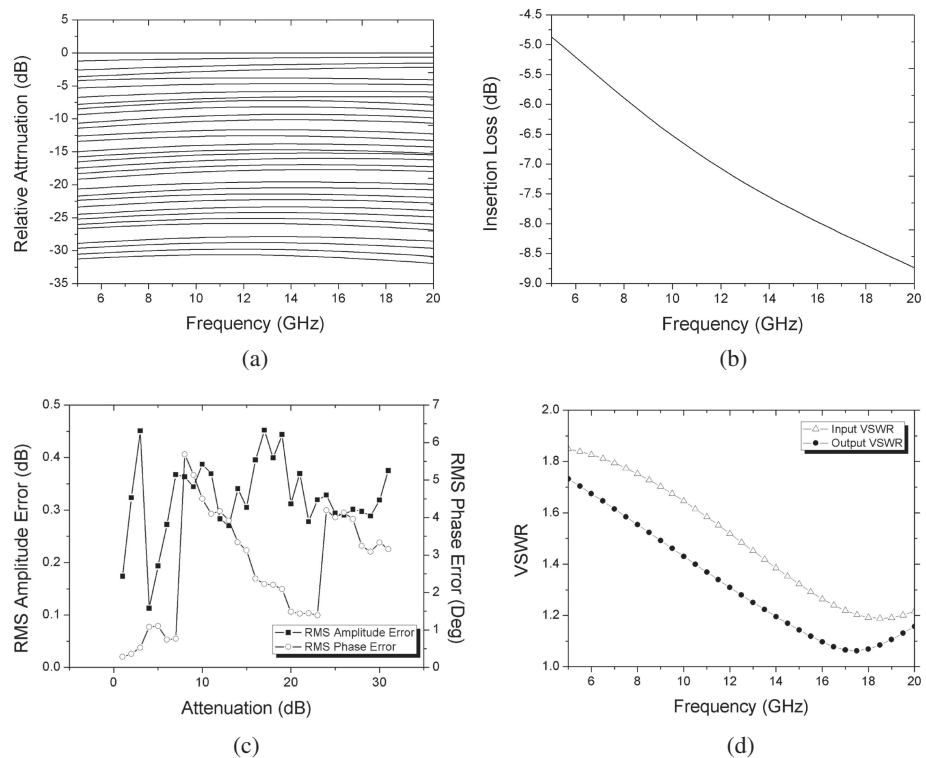 5
0
-5
-10
-15
-20
-25
-30
-35
6 8 10 12 14 16 18 20
Relative Attrnuation (dB)
Frequency (GHz)
(a)
-4.5
-5.0
-5.5
-6.0
-6.5
-7.0
-7.5
-8.0
-8.5
-9.0
6 8 10 12 14 16 18 20
Insertion Loss (dB)
Frequency (GHz)
(b)
0.5
0.4
0.3
0.2
0.1
0.0
0 10 20 30
7
6
5
4
3
2
1
0
RMS Amplitude Error (dB)
RMS Phase Error (Deg)
RMS Amplitude Error
RMS Phase Error
Attenuation (dB)
(c)
2.0
1.8
1.6
1.4
1.2
1.0
6 8 10 12 14 16 18 20
VSWR
Input VSWR
Output VSWR
Frequency (GHz)
(d)